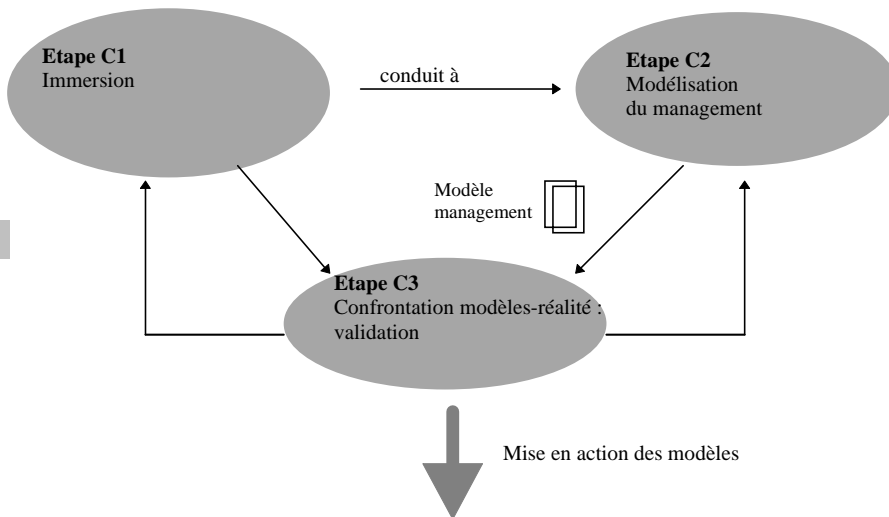 Etape C1
Immersion
conduit à
Etape C2
Modélisation
du management
Modèle
management
Etape C3
Confrontation modèles-réalité :
validation
Mise en action des modèles